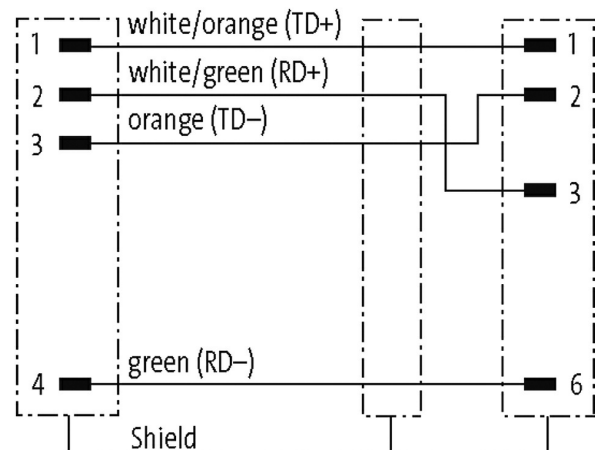 white/orange (TD+)
1 1
white/green (RD+)
2 2
orange (TD–)
3
3
green (RD–)
4 6
Shield